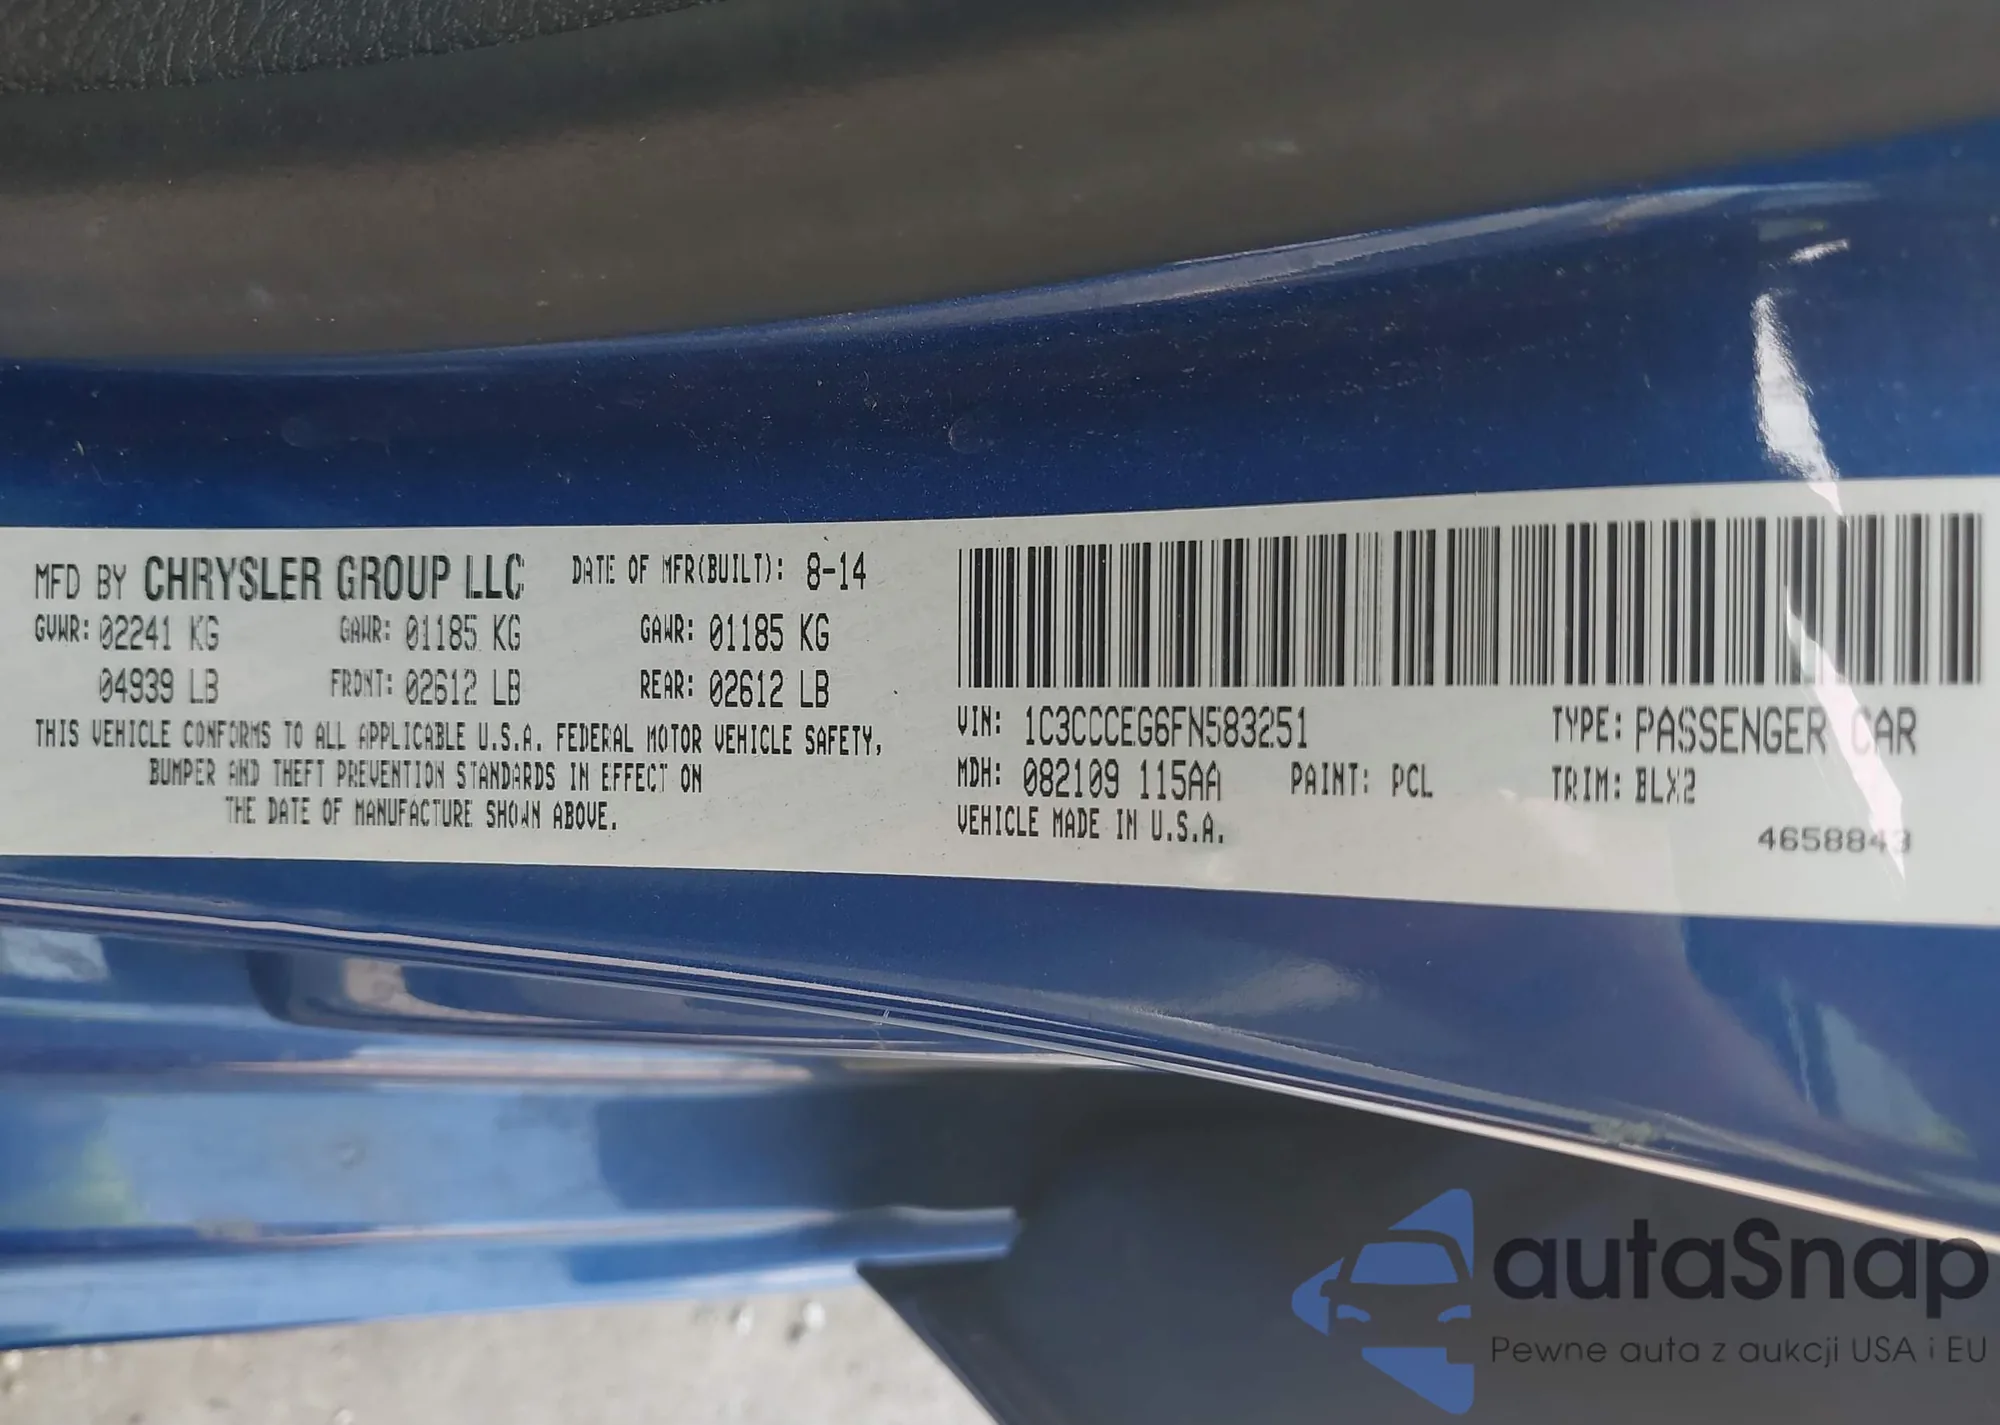 MFD BY CHRYSLER GROUP LLC DATE OF MFR(BUILT): 8-14
GVWR: 02241 KG GAWR: 01185 KG GAWR: 01185 KG
04939 LB FRONT: 02612 LB REAR: 02612 LB
THIS VEHICLE CONFORMS TO ALL APPLICABLE U.S.A. FEDERAL MOTOR VEHICLE SAFETY,
BUMPER AND THEFT PREVENTION STANDARDS IN EFFECT ON
THE DATE OF MANUFACTURE SHOWN ABOVE.
VIN: 1C3CCCEG6FN583251 TYPE: PASSENGER CAR
MDH: 082109 115AA PAINT: PCL TRIM: BLX2
VEHICLE MADE IN U.S.A.
4658843
autaSnap
Pewne auta z aukcji USA i EU